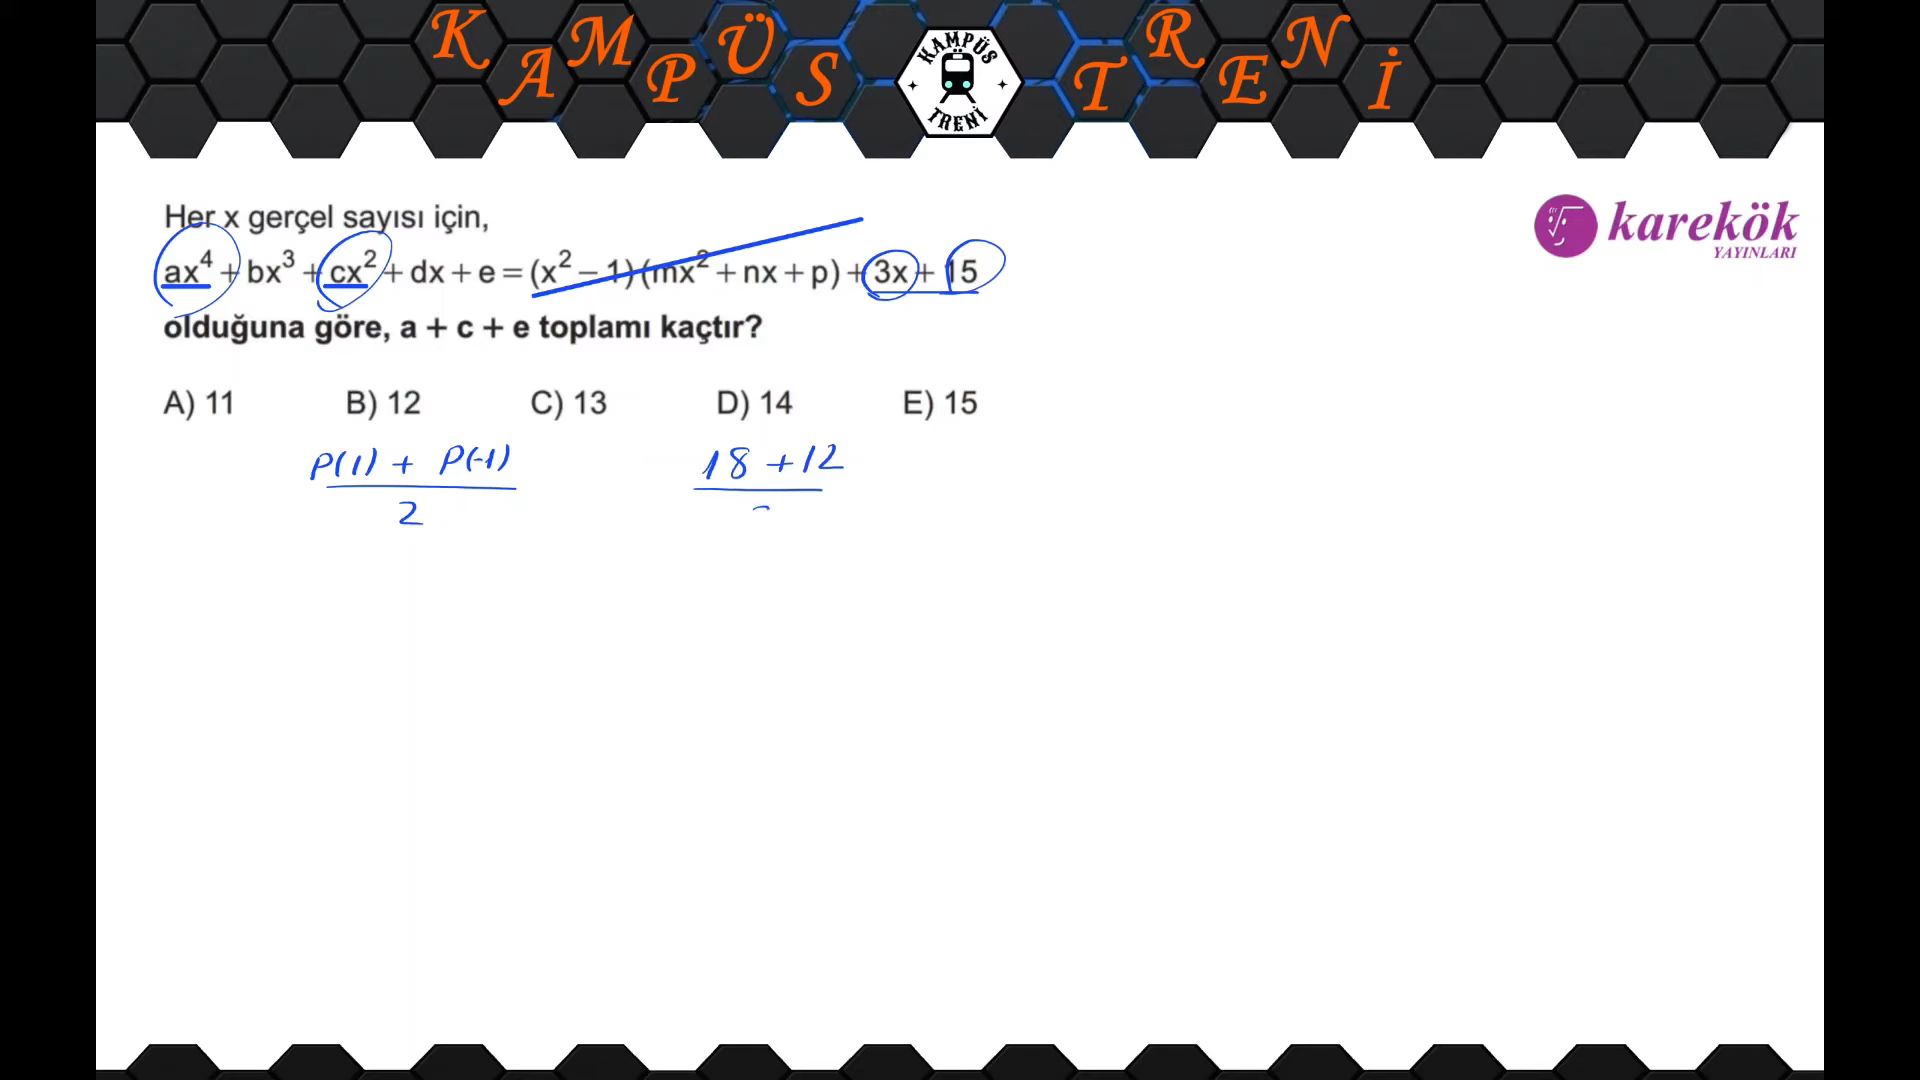 KAMPÜS TRENİ
KAMPÜS
TRENİ
karekök
YAYINLARI
Her x gerçel sayısı için,
ax⁴ + bx³ + cx² + dx + e = (x² − 1)(mx² + nx + p) + 3x + 15
olduğuna göre, a + c + e toplamı kaçtır?
A) 11 B) 12 C) 13 D) 14 E) 15
P(1) + P(-1) 18 + 12
2